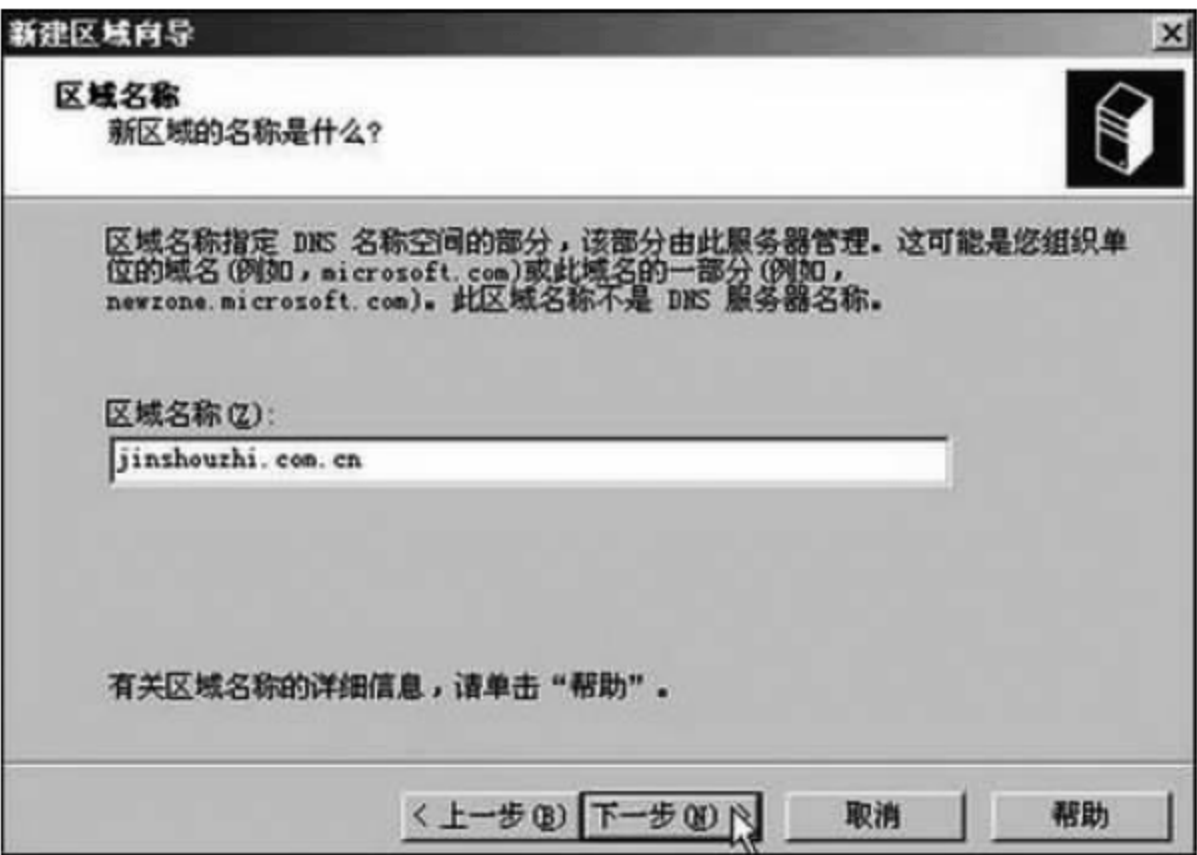 新建区域向导
区域名称
新区域的名称是什么?
区域名称指定 DNS 名称空间的部分，该部分由此服务器管理。这可能是您组织单
位的域名(例如，microsoft.com)或此域名的一部分(例如，
newzone.microsoft.com)。此区域名称不是 DNS 服务器名称。
区域名称(Z):
jinshouzhi.com.cn
有关区域名称的详细信息，请单击“帮助”。
< 上一步(B) 下一步(N) > 取消 帮助